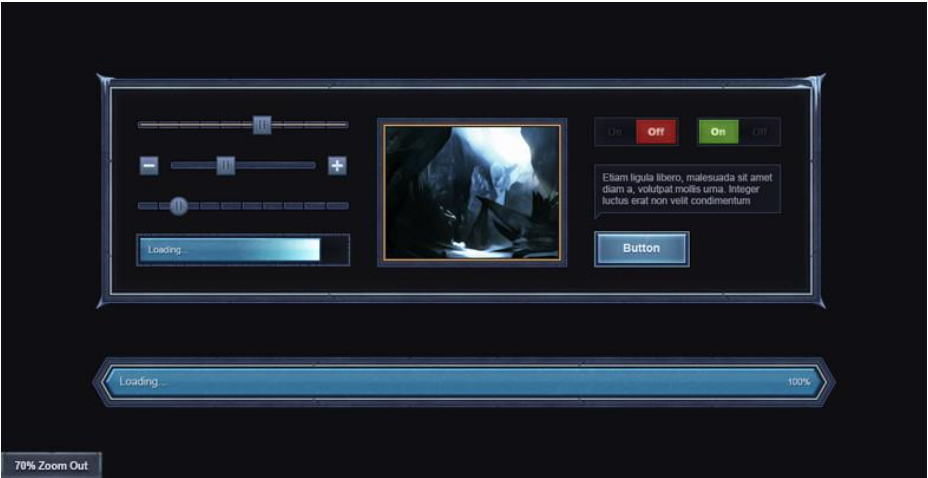 On Off
On Off
Etiam ligula libero, malesuada sit amet
diam a, volutpat mollis urna. Integer
luctus erat non velit condimentum
Loading...
Button
Loading...
100%
70% Zoom Out